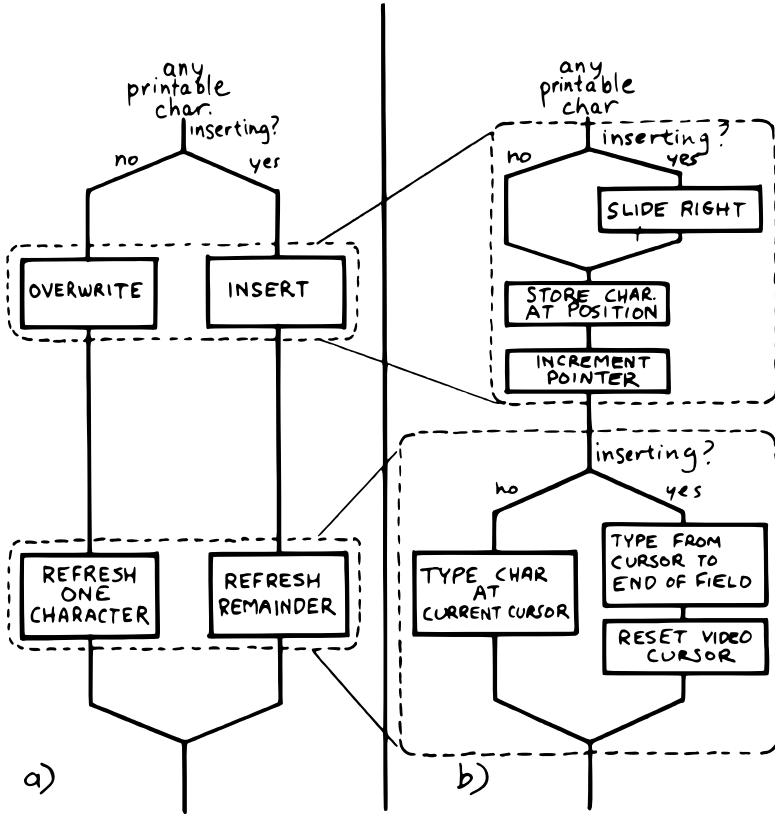 any
printable
char.
inserting?
no
yes
OVERWRITE
INSERT
REFRESH
ONE
CHARACTER
REFRESH
REMAINDER
a)
any
printable
char
inserting?
no
yes
SLIDE RIGHT
STORE CHAR.
AT POSITION
INCREMENT
POINTER
inserting?
no
yes
TYPE CHAR
AT
CURRENT CURSOR
TYPE FROM
CURSOR TO
END OF FIELD
RESET VIDEO
CURSOR
b)